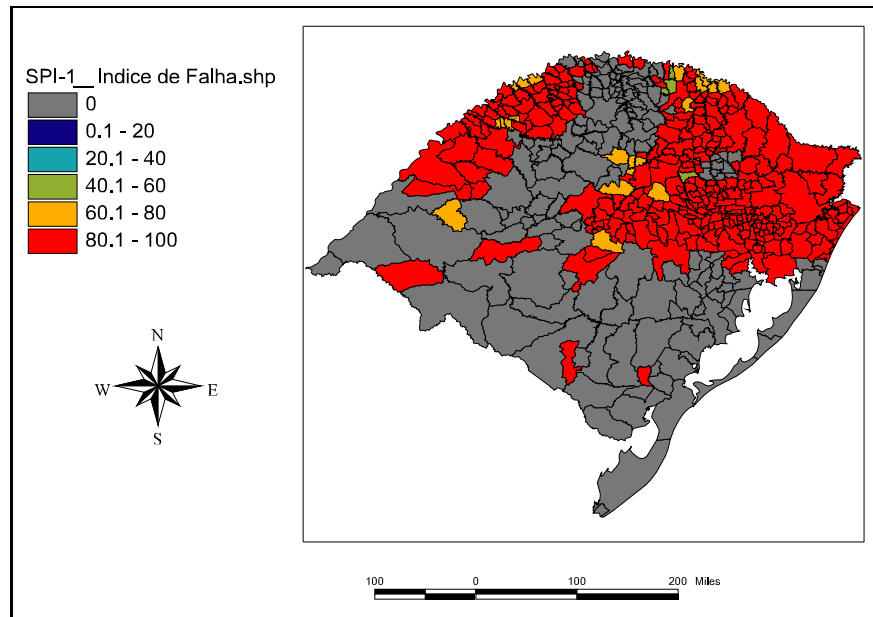 SPI-1__Indice de Falha.shp
0
0.1 - 20
20.1 - 40
40.1 - 60
60.1 - 80
80.1 - 100
N
W E
S
100 0 100 200 Miles